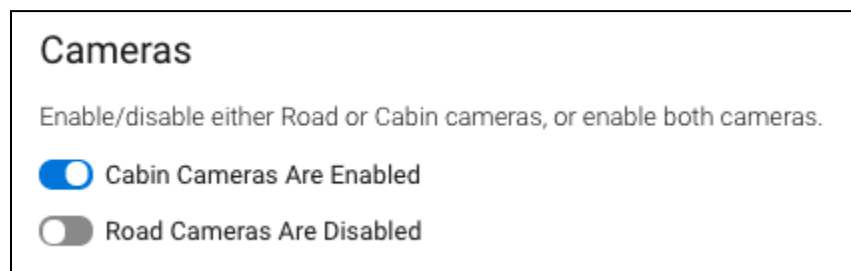 Cameras
Enable/disable either Road or Cabin cameras, or enable both cameras.
Cabin Cameras Are Enabled
Road Cameras Are Disabled